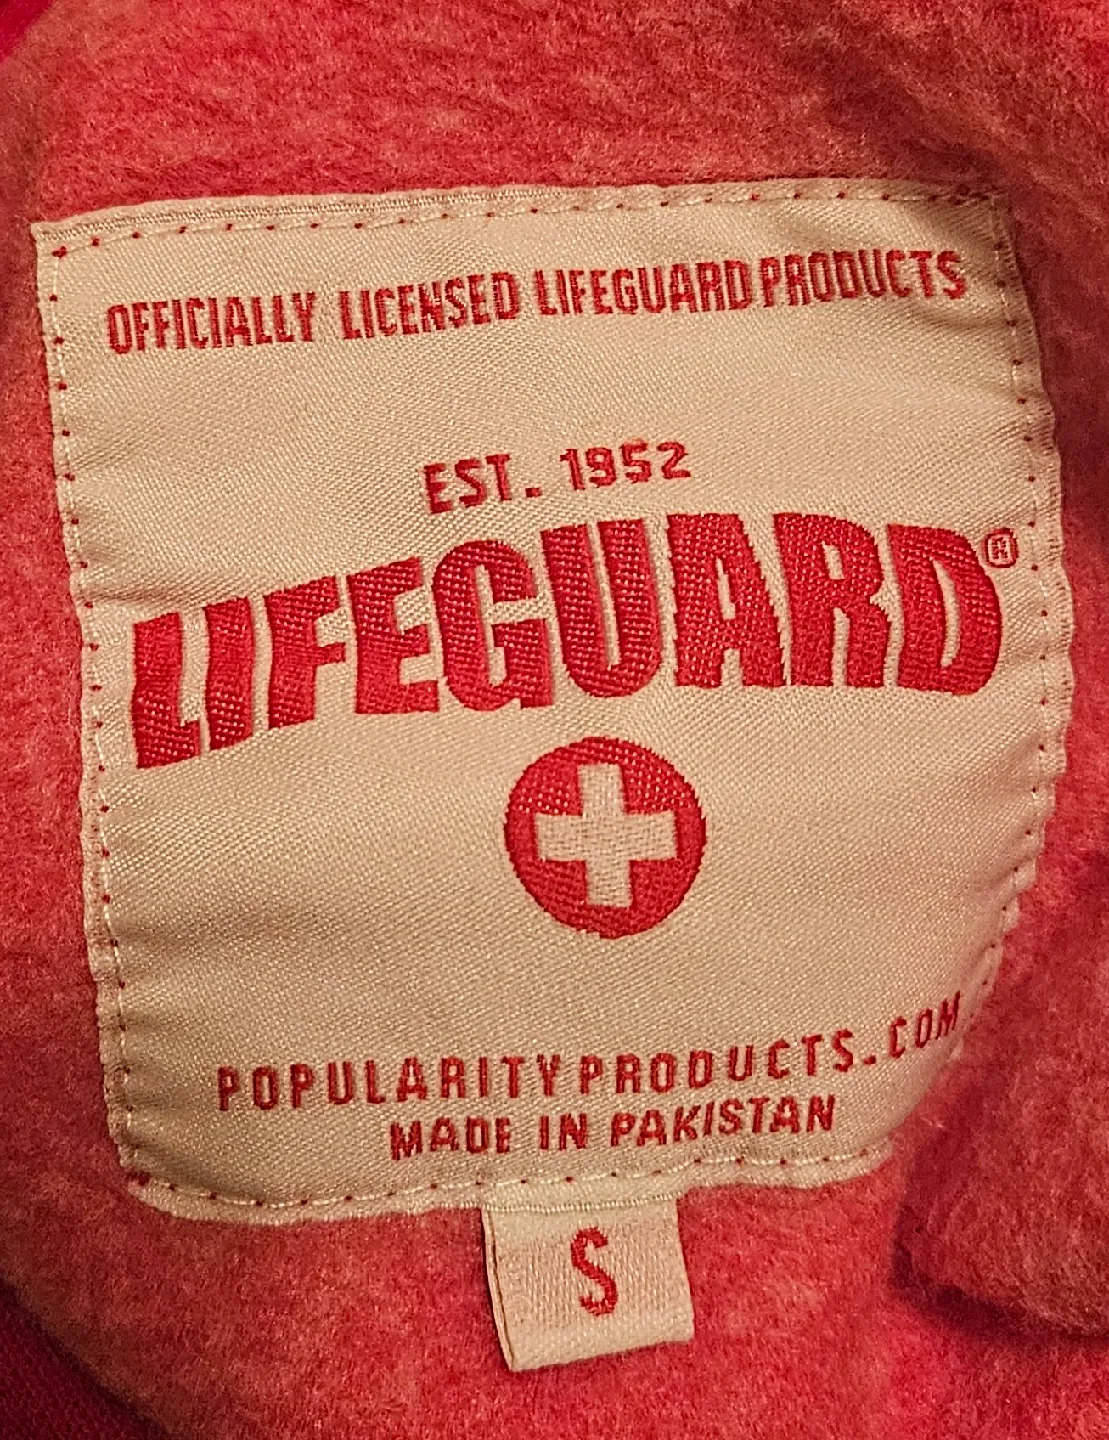 OFFICIALLY LICENSED LIFEGUARD PRODUCTS
EST. 1952
LIFEGUARD®
POPULARITYPRODUCTS.COM
MADE IN PAKISTAN
S